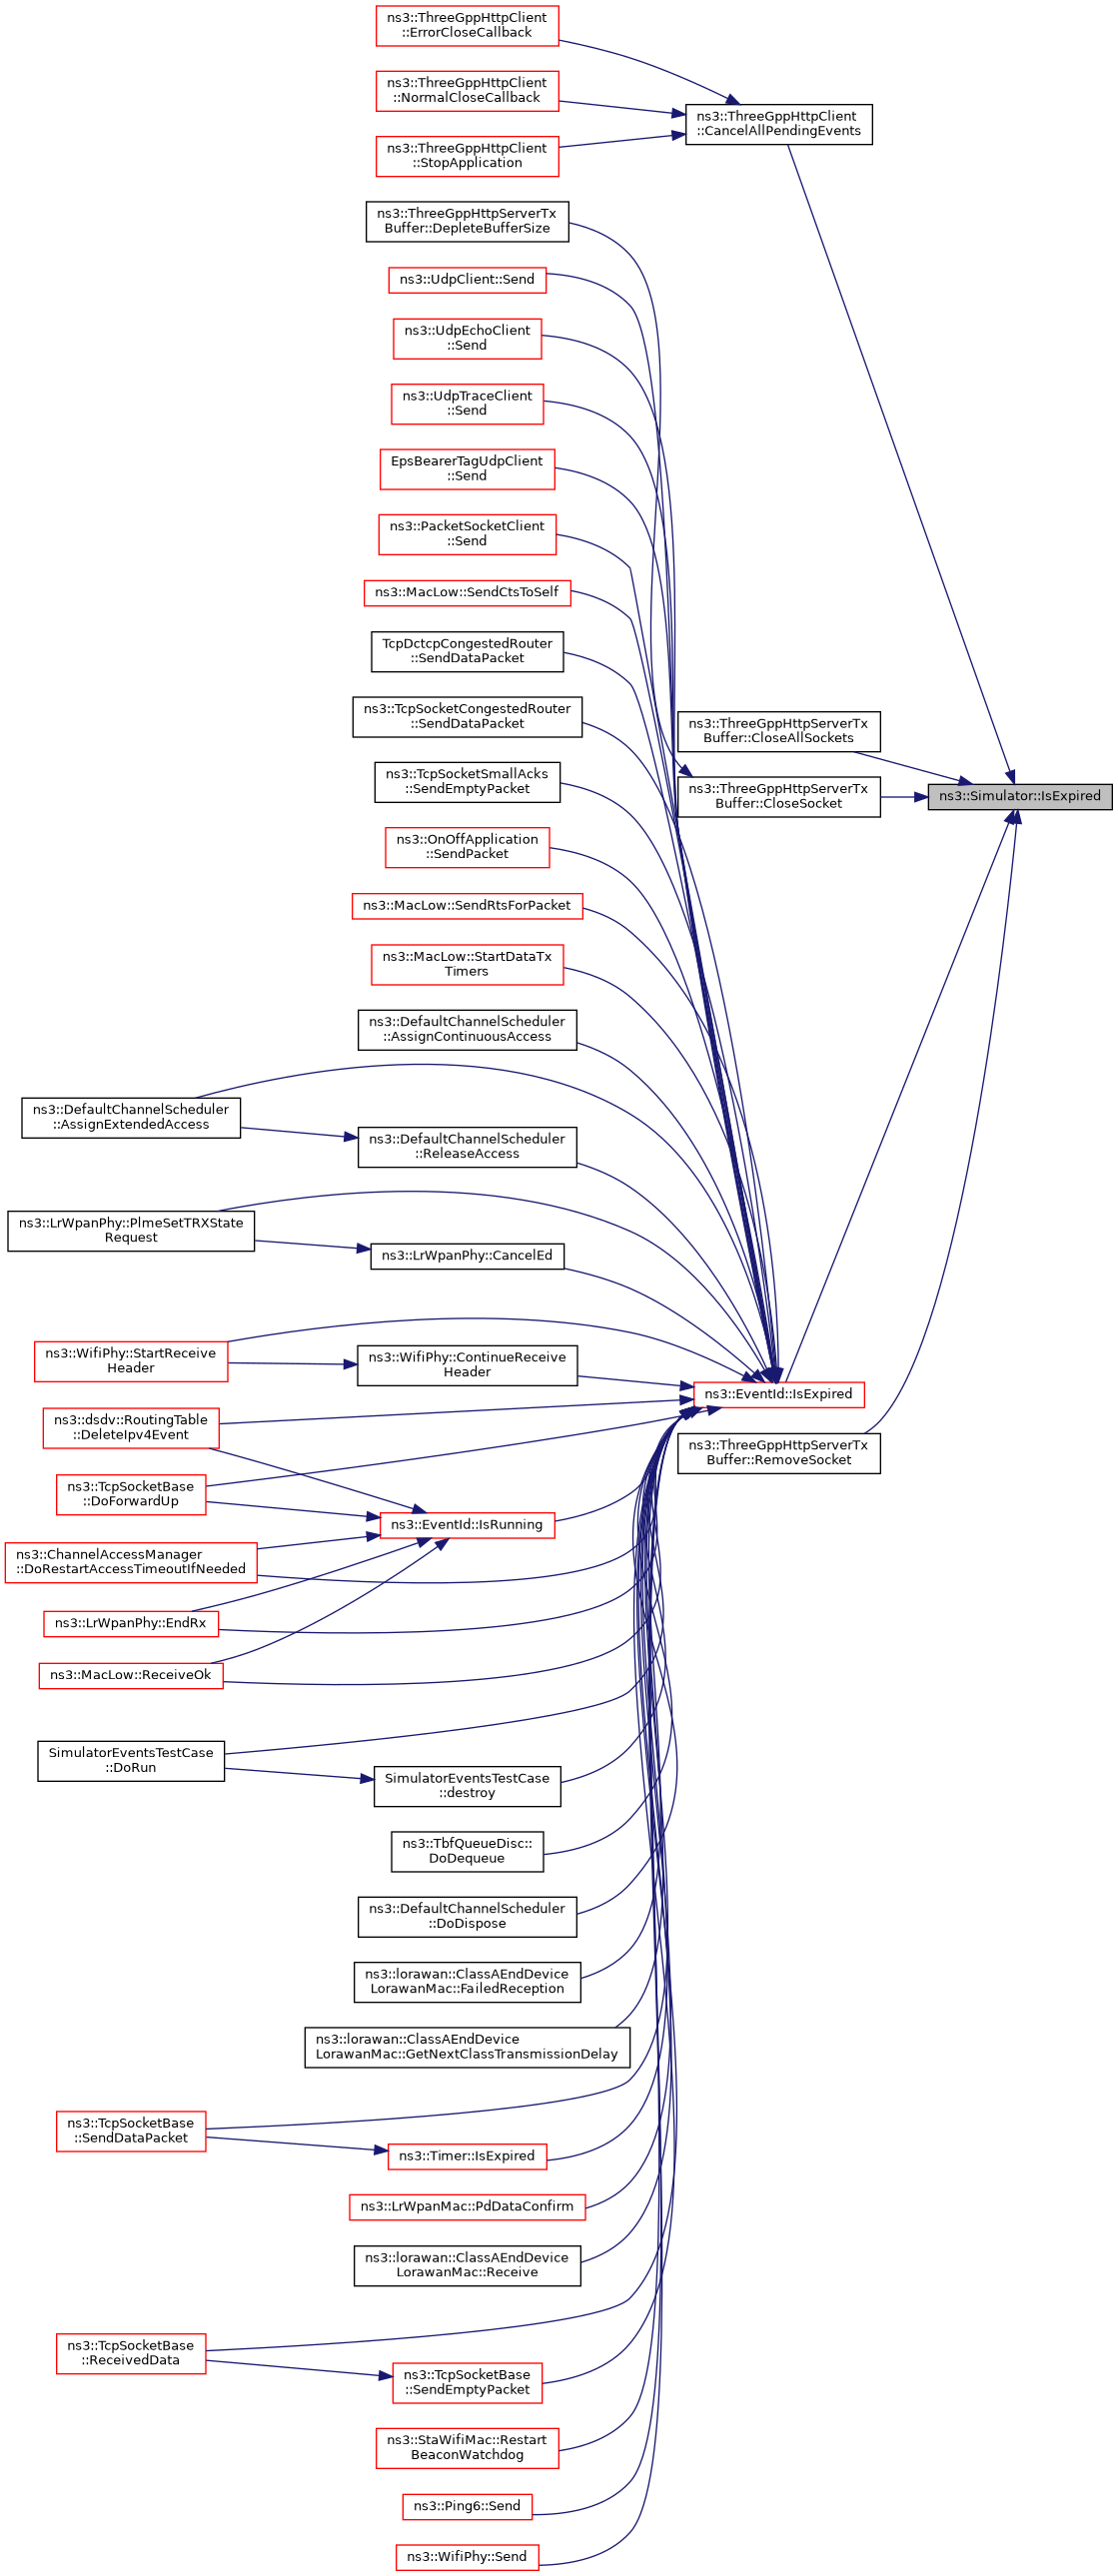 ns3::ThreeGppHttpClient
::ErrorCloseCallback
ns3::ThreeGppHttpClient
::NormalCloseCallback
ns3::ThreeGppHttpClient
::CancelAllPendingEvents
ns3::ThreeGppHttpClient
::StopApplication
ns3::ThreeGppHttpServerTx
Buffer::DepleteBufferSize
ns3::UdpClient::Send
ns3::UdpEchoClient
::Send
ns3::UdpTraceClient
::Send
EpsBearerTagUdpClient
::Send
ns3::PacketSocketClient
::Send
ns3::MacLow::SendCtsToSelf
TcpDctcpCongestedRouter
::SendDataPacket
ns3::TcpSocketCongestedRouter
::SendDataPacket
ns3::ThreeGppHttpServerTx
Buffer::CloseAllSockets
ns3::TcpSocketSmallAcks
::SendEmptyPacket
ns3::ThreeGppHttpServerTx
Buffer::CloseSocket
ns3::Simulator::IsExpired
ns3::OnOffApplication
::SendPacket
ns3::MacLow::SendRtsForPacket
ns3::MacLow::StartDataTx
Timers
ns3::DefaultChannelScheduler
::AssignContinuousAccess
ns3::DefaultChannelScheduler
::AssignExtendedAccess
ns3::DefaultChannelScheduler
::ReleaseAccess
ns3::LrWpanPhy::PlmeSetTRXState
Request
ns3::LrWpanPhy::CancelEd
ns3::WifiPhy::StartReceive
Header
ns3::WifiPhy::ContinueReceive
Header
ns3::EventId::IsExpired
ns3::dsdv::RoutingTable
::DeleteIpv4Event
ns3::ThreeGppHttpServerTx
Buffer::RemoveSocket
ns3::TcpSocketBase
::DoForwardUp
ns3::EventId::IsRunning
ns3::ChannelAccessManager
::DoRestartAccessTimeoutIfNeeded
ns3::LrWpanPhy::EndRx
ns3::MacLow::ReceiveOk
SimulatorEventsTestCase
::DoRun
SimulatorEventsTestCase
::destroy
ns3::TbfQueueDisc::
DoDequeue
ns3::DefaultChannelScheduler
::DoDispose
ns3::lorawan::ClassAEndDevice
LorawanMac::FailedReception
ns3::lorawan::ClassAEndDevice
LorawanMac::GetNextClassTransmissionDelay
ns3::TcpSocketBase
::SendDataPacket
ns3::Timer::IsExpired
ns3::LrWpanMac::PdDataConfirm
ns3::lorawan::ClassAEndDevice
LorawanMac::Receive
ns3::TcpSocketBase
::ReceivedData
ns3::TcpSocketBase
::SendEmptyPacket
ns3::StaWifiMac::Restart
BeaconWatchdog
ns3::Ping6::Send
ns3::WifiPhy::Send